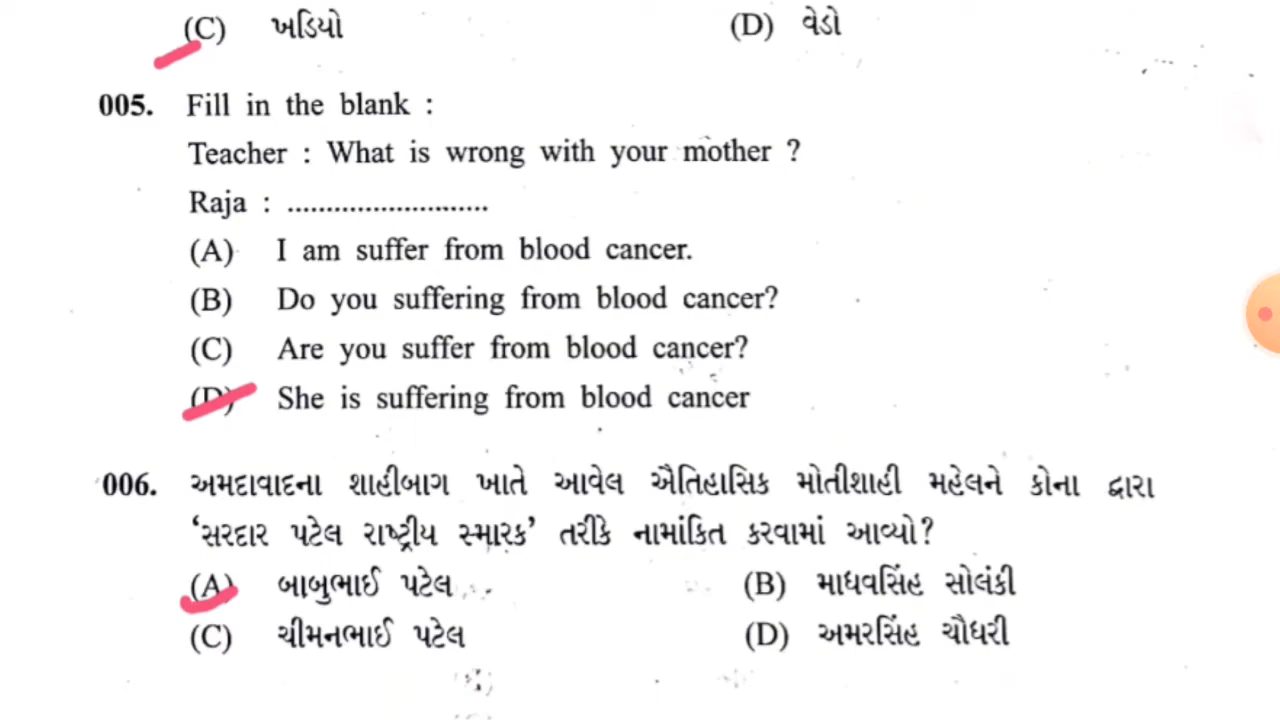 (C) ખડિયો (D) વેડો
005. Fill in the blank :
Teacher : What is wrong with your mother ?
Raja : ..........................
(A) I am suffer from blood cancer.
(B) Do you suffering from blood cancer?
(C) Are you suffer from blood cancer?
(D) She is suffering from blood cancer
006. અમદાવાદના શાહીબાગ ખાતે આવેલ ઐતિહાસિક મોતીશાહી મહેલને કોના દ્વારા
‘સરદાર પટેલ રાષ્ટ્રીય સ્મારક’ તરીકે નામાંકિત કરવામાં આવ્યો?
(A) બાબુભાઈ પટેલ (B) માધવસિંહ સોલંકી
(C) ચીમનભાઈ પટેલ (D) અમરસિંહ ચૌધરી